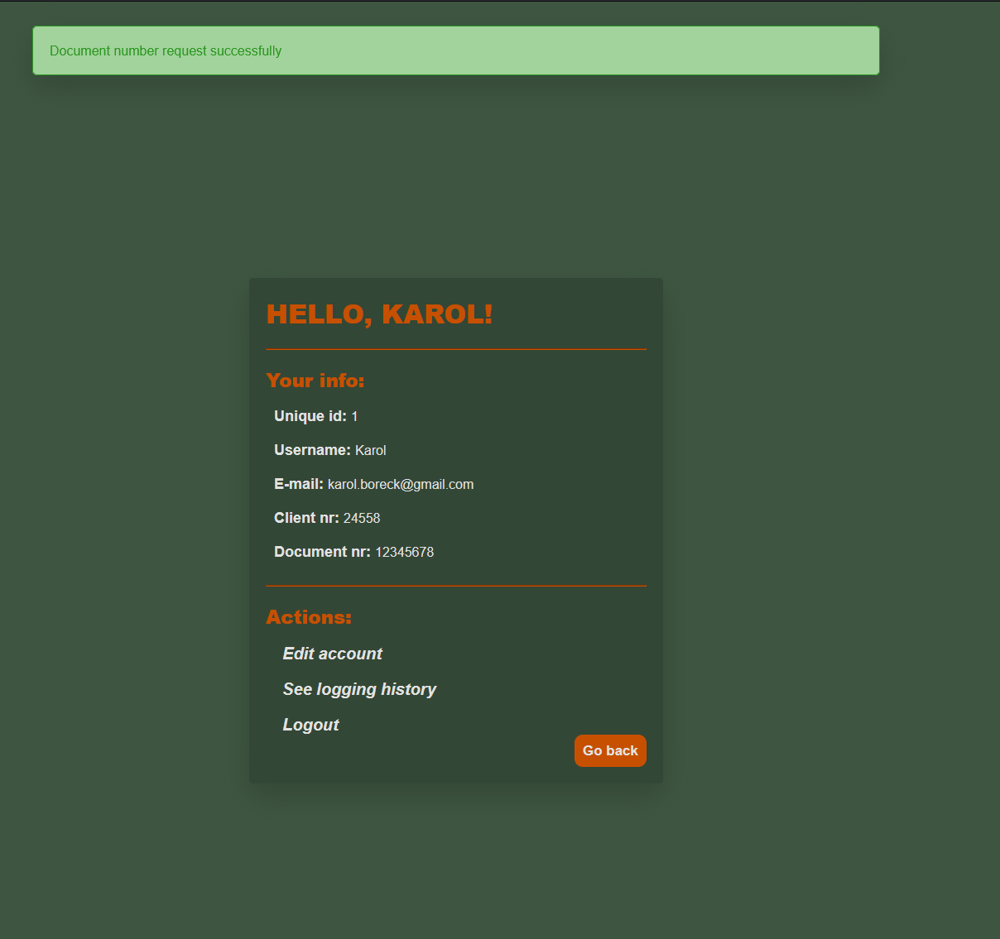 Document number request successfully
HELLO, KAROL!
Your info:
Unique id: 1
Username: Karol
E-mail: karol.boreck@gmail.com
Client nr: 24558
Document nr: 12345678
Actions:
Edit account
See logging history
Logout
Go back